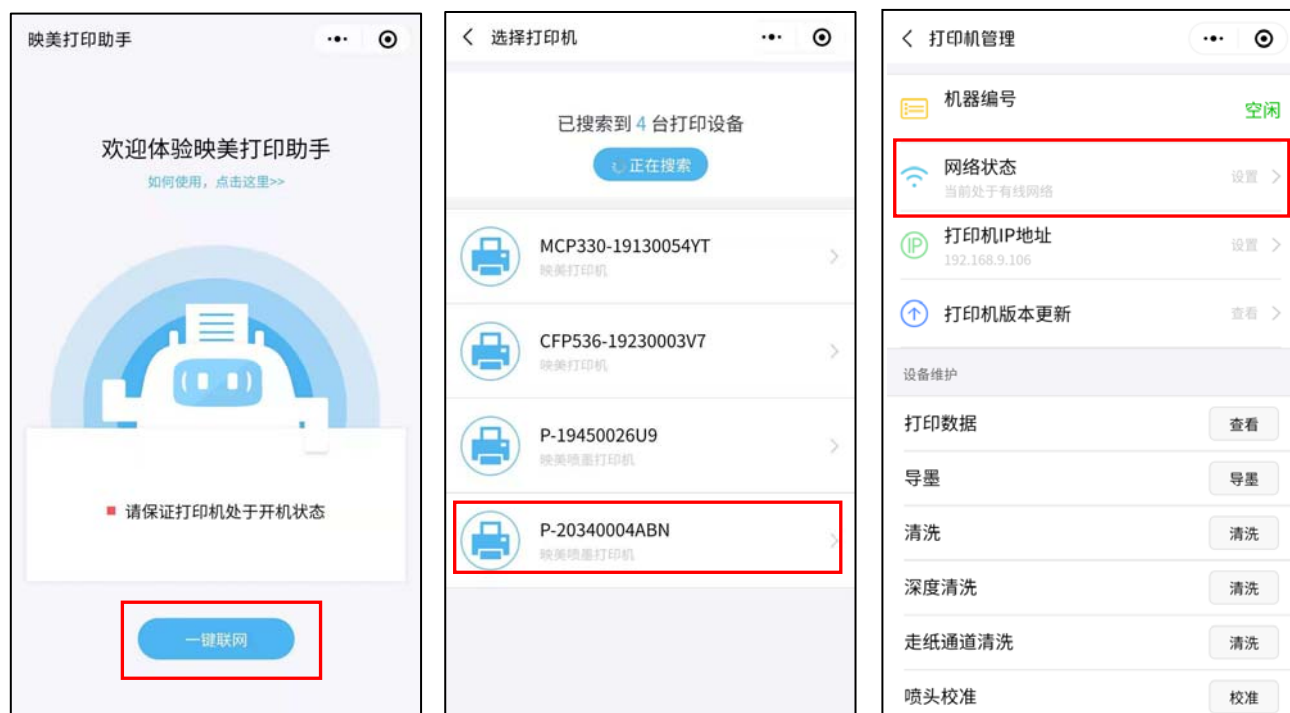 映美打印助手
欢迎体验映美打印助手
如何使用，点击这里>>
请保证打印机处于开机状态
一键联网
选择打印机
已搜索到 4 台打印设备
正在搜索
MCP330-19130054YT
映美打印机
CFP536-19230003V7
映美打印机
P-19450026U9
映美喷墨打印机
P-20340004ABN
映美喷墨打印机
打印机管理
机器编号
空闲
网络状态
设置
当前处于有线网络
打印机IP地址
设置
192.168.9.106
打印机版本更新
查看
设备维护
打印数据
查看
导墨
导墨
清洗
清洗
深度清洗
清洗
走纸通道清洗
清洗
喷头校准
校准